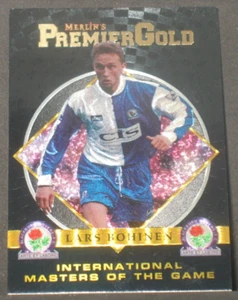 MERLIN'S
PREMIER GOLD
CIS
LARS BOHINEN
INTERNATIONAL
MASTERS OF THE GAME